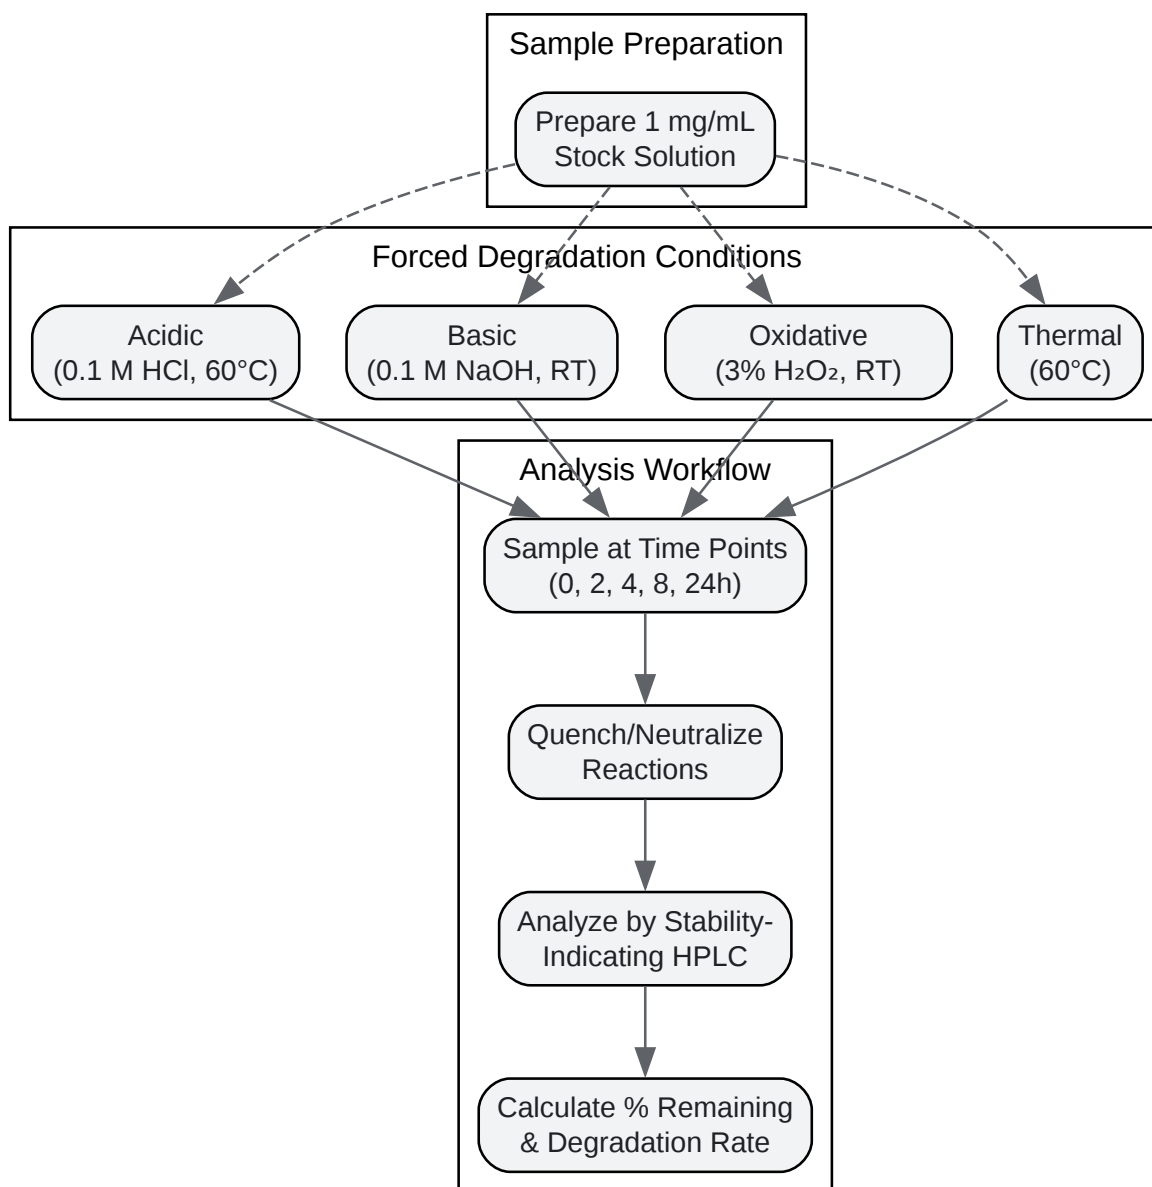 Sample Preparation
Prepare 1 mg/mL
Stock Solution
Forced Degradation Conditions
Acidic
(0.1 M HCl, 60°C)
Basic
(0.1 M NaOH, RT)
Oxidative
(3% H₂O₂, RT)
Thermal
(60°C)
Analysis Workflow
Sample at Time Points
(0, 2, 4, 8, 24h)
Quench/Neutralize
Reactions
Analyze by Stability-
Indicating HPLC
Calculate % Remaining
& Degradation Rate